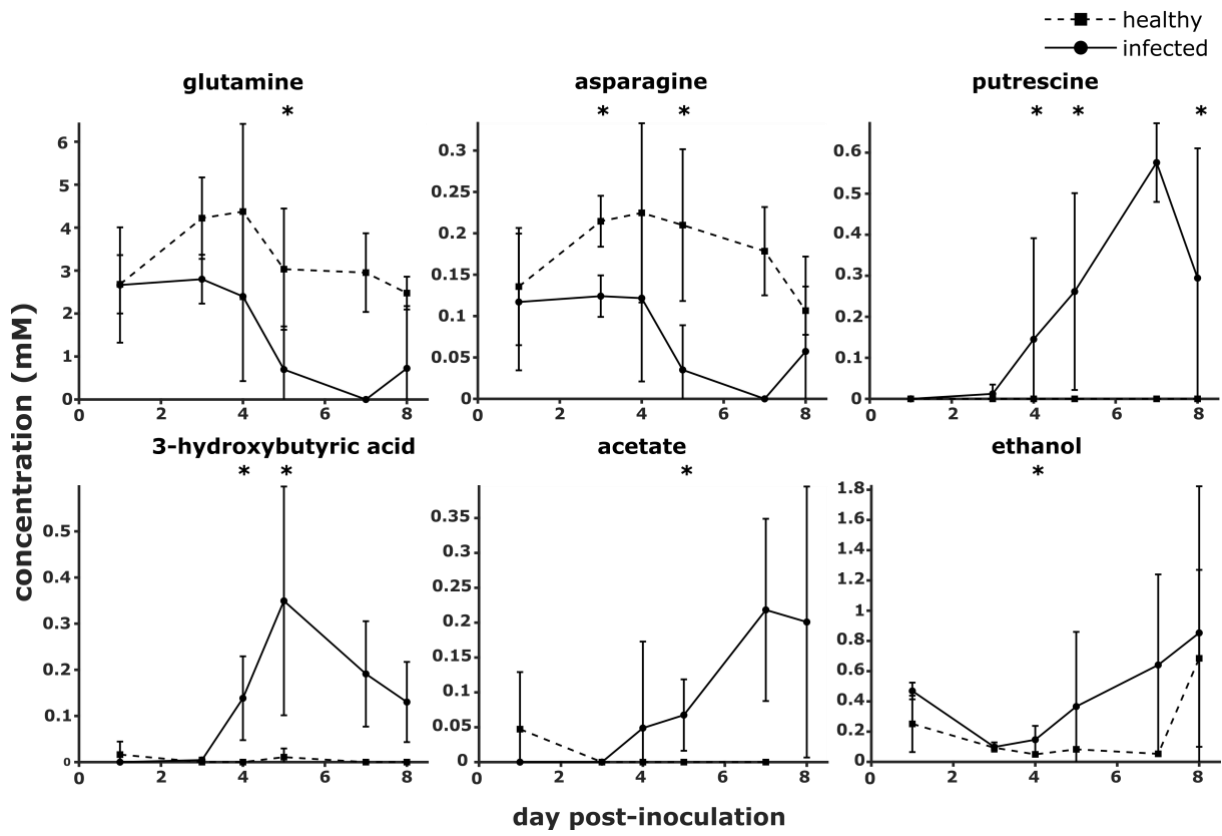 healthy
infected
glutamine
asparagine
putrescine
*
* *
* * *
6
5
4
3
2
1
0
0 2 4 6 8
0.3
0.25
0.2
0.15
0.1
0.05
0
0 2 4 6 8
0.6
0.5
0.4
0.3
0.2
0.1
0
0 2 4 6 8
concentration (mM)
3-hydroxybutyric acid
acetate
ethanol
* *
*
*
0.5
0.4
0.3
0.2
0.1
0
0 2 4 6 8
0.35
0.3
0.25
0.2
0.15
0.1
0.05
0
0 2 4 6 8
1.8
1.6
1.4
1.2
1
0.8
0.6
0.4
0.2
0
0 2 4 6 8
day post-inoculation